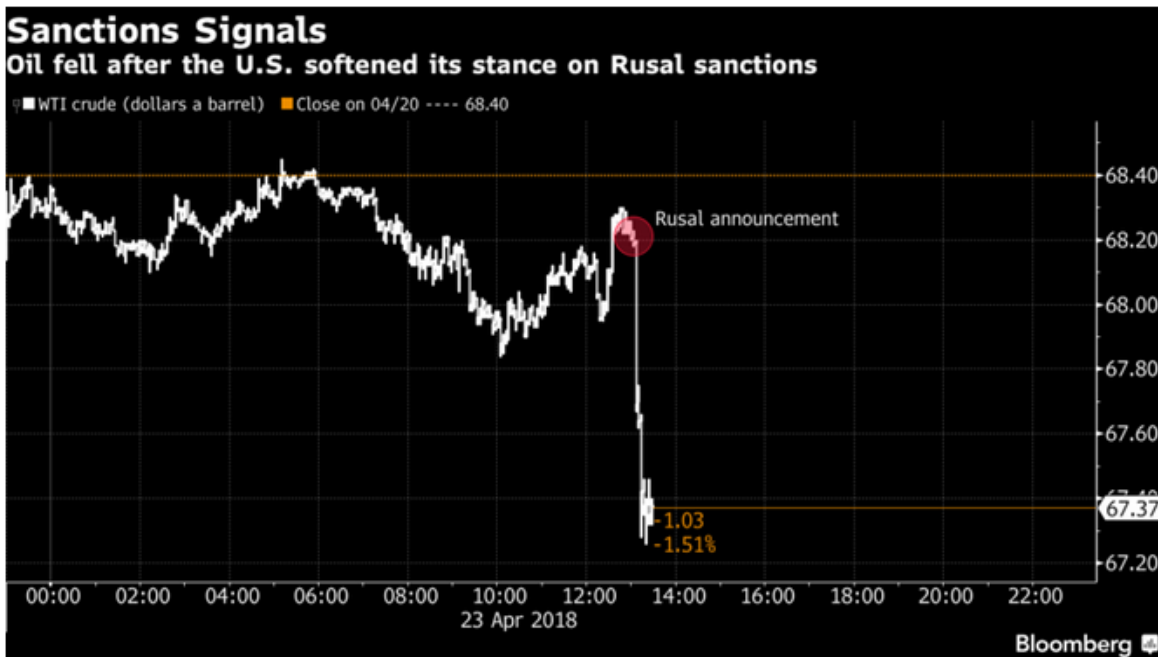 Sanctions Signals
Oil fell after the U.S. softened its stance on Rusal sanctions
WTI crude (dollars a barrel) Close on 04/20 ---- 68.40
68.40
Rusal announcement
68.20
68.00
67.80
67.60
67.40
67.37
-1.03
-1.51%
67.20
00:00 02:00 04:00 06:00 08:00 10:00 12:00 14:00 16:00 18:00 20:00 22:00
23 Apr 2018
Bloomberg